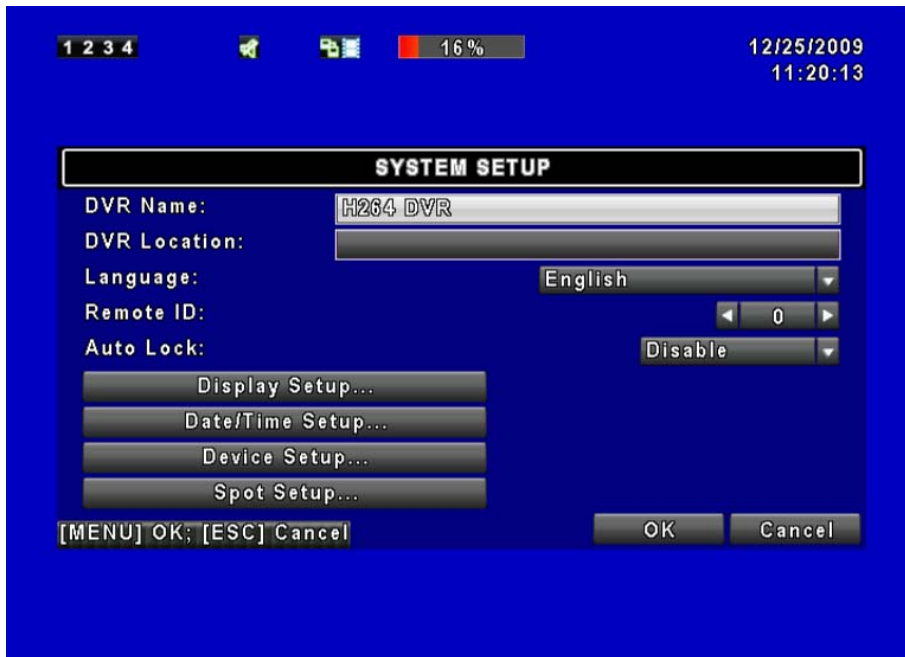 1 2 3 4 16% 12/25/2009
11:20:13
SYSTEM SETUP
DVR Name: H264 DVR
DVR Location:
Language: English
Remote ID: 0
Auto Lock: Disable
Display Setup...
Date/Time Setup...
Device Setup...
Spot Setup...
[MENU] OK; [ESC] Cancel OK Cancel